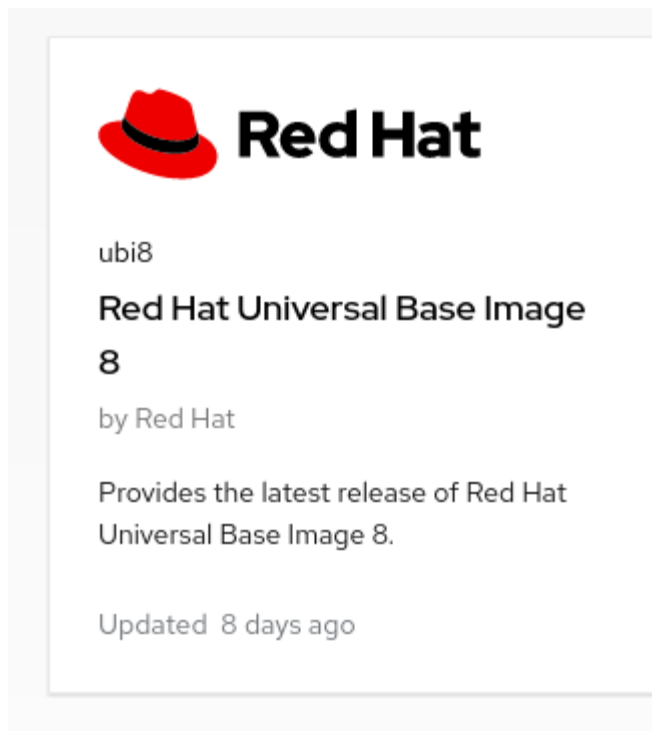 Red Hat
ubi8
Red Hat Universal Base Image
8
by Red Hat
Provides the latest release of Red Hat
Universal Base Image 8.
Updated 8 days ago